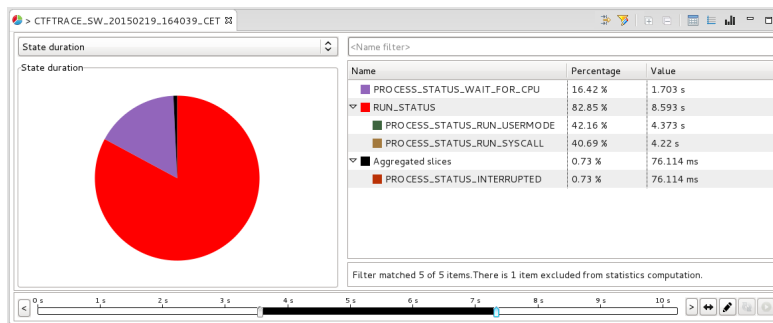 > CTFTRACE_SW_20150219_164039_CET
State duration
<Name filter>
State duration
Name Percentage Value
PROCESS_STATUS_WAIT_FOR_CPU 16.42 % 1.703 s
RUN_STATUS 82.85 % 8.593 s
PROCESS_STATUS_RUN_USERMODE 42.16 % 4.373 s
PROCESS_STATUS_RUN_SYSCALL 40.69 % 4.22 s
Aggregated slices 0.73 % 76.114 ms
PROCESS_STATUS_INTERRUPTED 0.73 % 76.114 ms
Filter matched 5 of 5 items.There is 1 item excluded from statistics computation.
< 0 s 1 s 2 s 3 s 4 s 5 s 6 s 7 s 8 s 9 s 10 s >